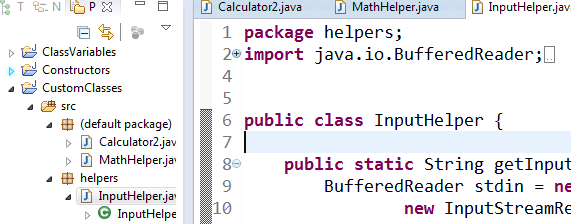 T N P
Calculator2.java MathHelper.java InputHelper.java
ClassVariables
Constructors
CustomClasses
src
(default package)
Calculator2.jav
MathHelper.jav
helpers
InputHelper.jav
InputHelpe
1 package helpers;
2 import java.io.BufferedReader;
5
6 public class InputHelper {
7
8 public static String getInput
9 BufferedReader stdin = new
10 new InputStreamRe